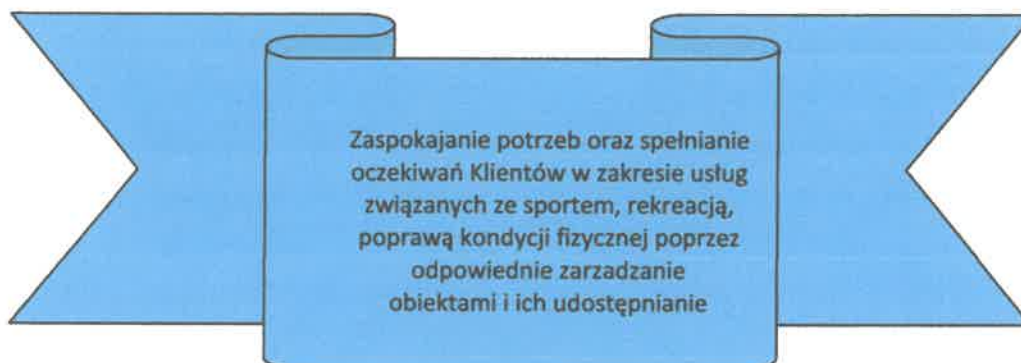 Zaspokajanie potrzeb oraz spełnianie
oczekiwań Klientów w zakresie usług
związanych ze sportem, rekreacją,
poprawą kondycji fizycznej poprzez
odpowiednie zarzadzanie
obiektami i ich udostępnianie